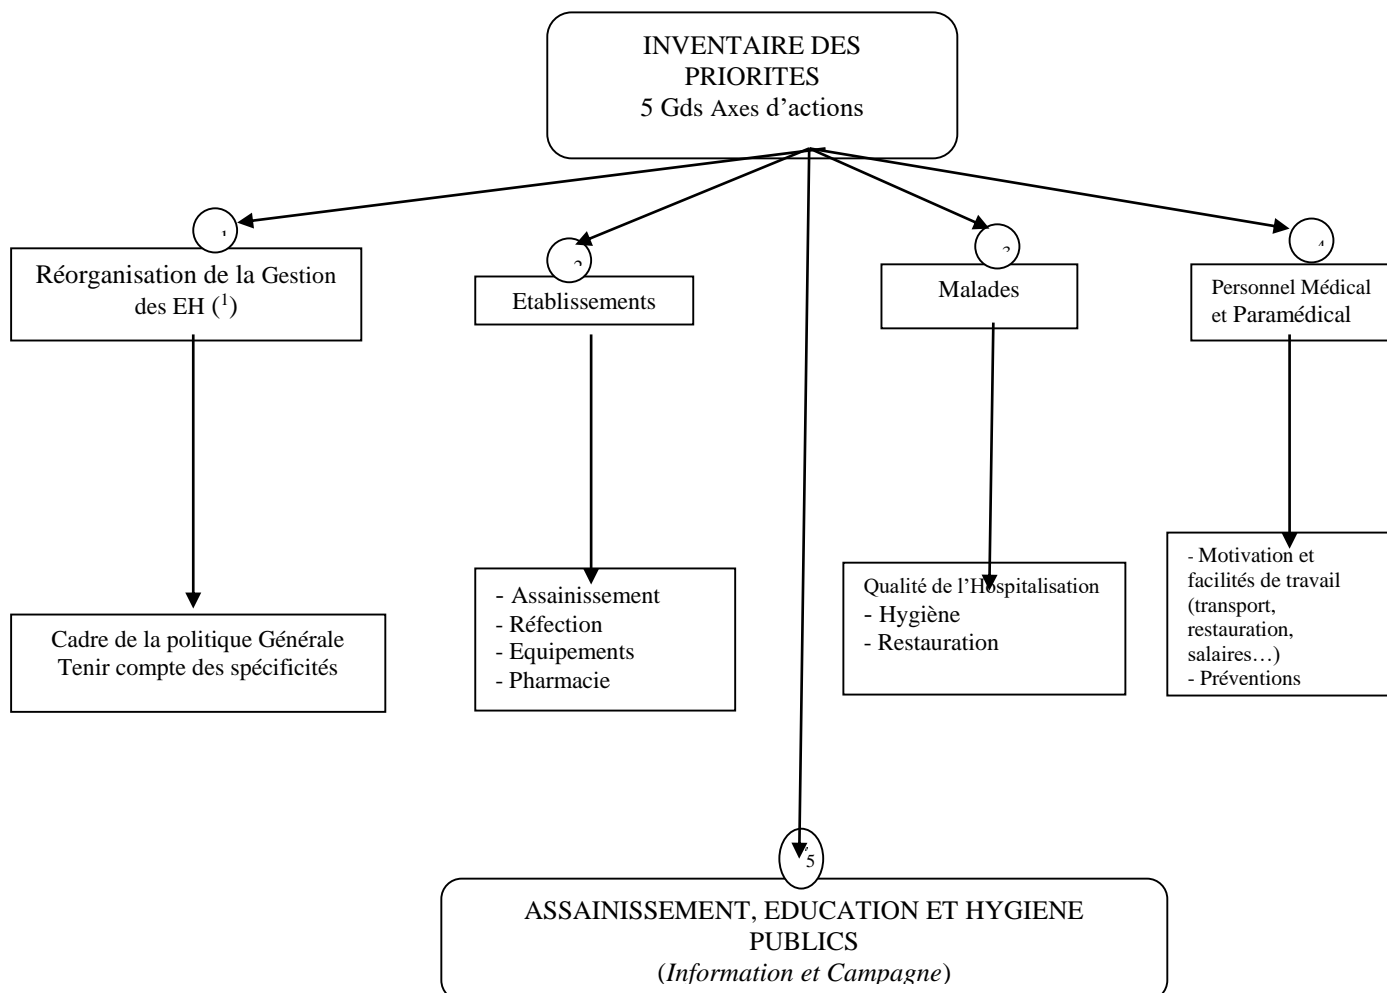 INVENTAIRE DES
PRIORITES
5 Gds Axes d'actions
Réorganisation de la Gestion
des EH (¹)
Etablissements
Malades
Personnel Médical
et Paramédical
Cadre de la politique Générale
Tenir compte des spécificités
- Assainissement
- Réfection
- Equipements
- Pharmacie
Qualité de l'Hospitalisation
- Hygiène
- Restauration
- Motivation et
facilités de travail
(transport,
restauration,
salaires…)
- Préventions
5
ASSAINISSEMENT, EDUCATION ET HYGIENE
PUBLICS
(Information et Campagne)